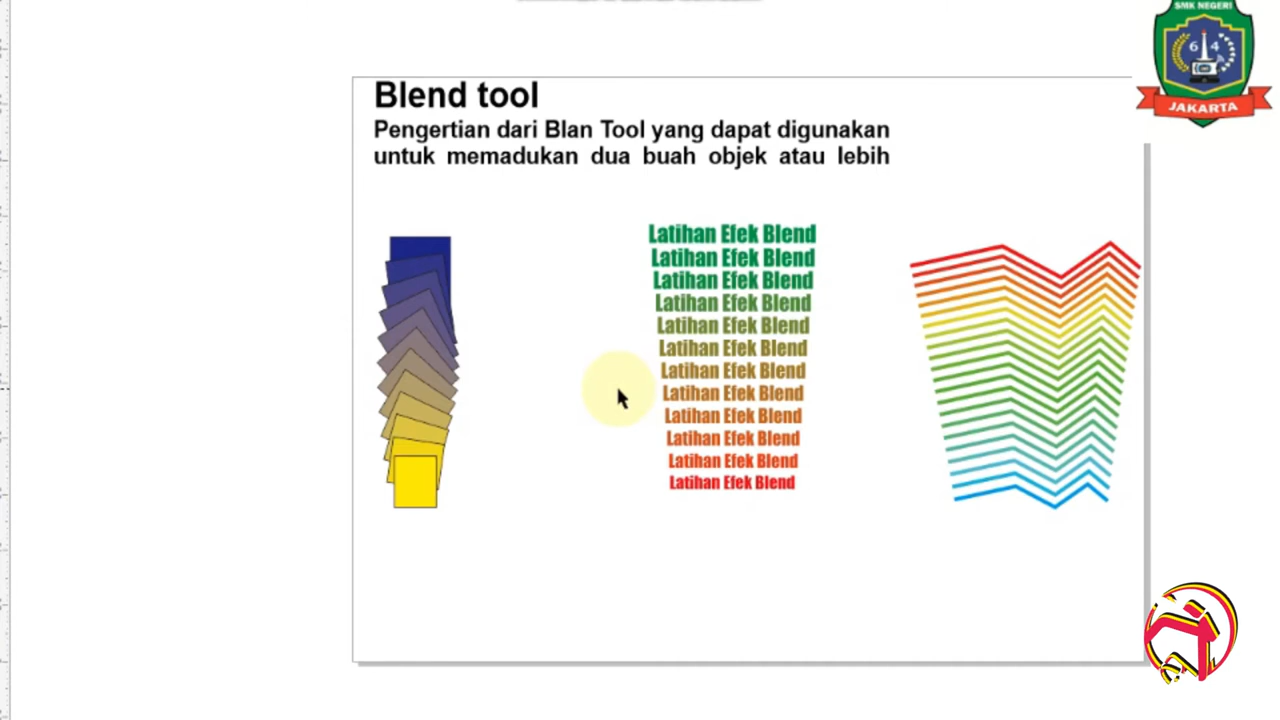 SMK NEGERI
6 4
JAKARTA
Blend tool
Pengertian dari Blan Tool yang dapat digunakan
untuk memadukan dua buah objek atau lebih
Latihan Efek Blend
Latihan Efek Blend
Latihan Efek Blend
Latihan Efek Blend
Latihan Efek Blend
Latihan Efek Blend
Latihan Efek Blend
Latihan Efek Blend
Latihan Efek Blend
Latihan Efek Blend
Latihan Efek Blend
Latihan Efek Blend